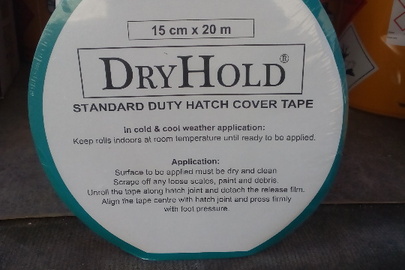 15 cm x 20 m
DRYHOLD®
STANDARD DUTY HATCH COVER TAPE
In cold & cool weather application:
Keep rolls indoors at room temperature until ready to be applied.
Application:
Surface to be applied must be dry and clean
Scrape off any loose scales, paint and debris.
Unroll the tape along hatch joint and detach the release film.
Align the tape centre with hatch joint and press firmly
with foot pressure.